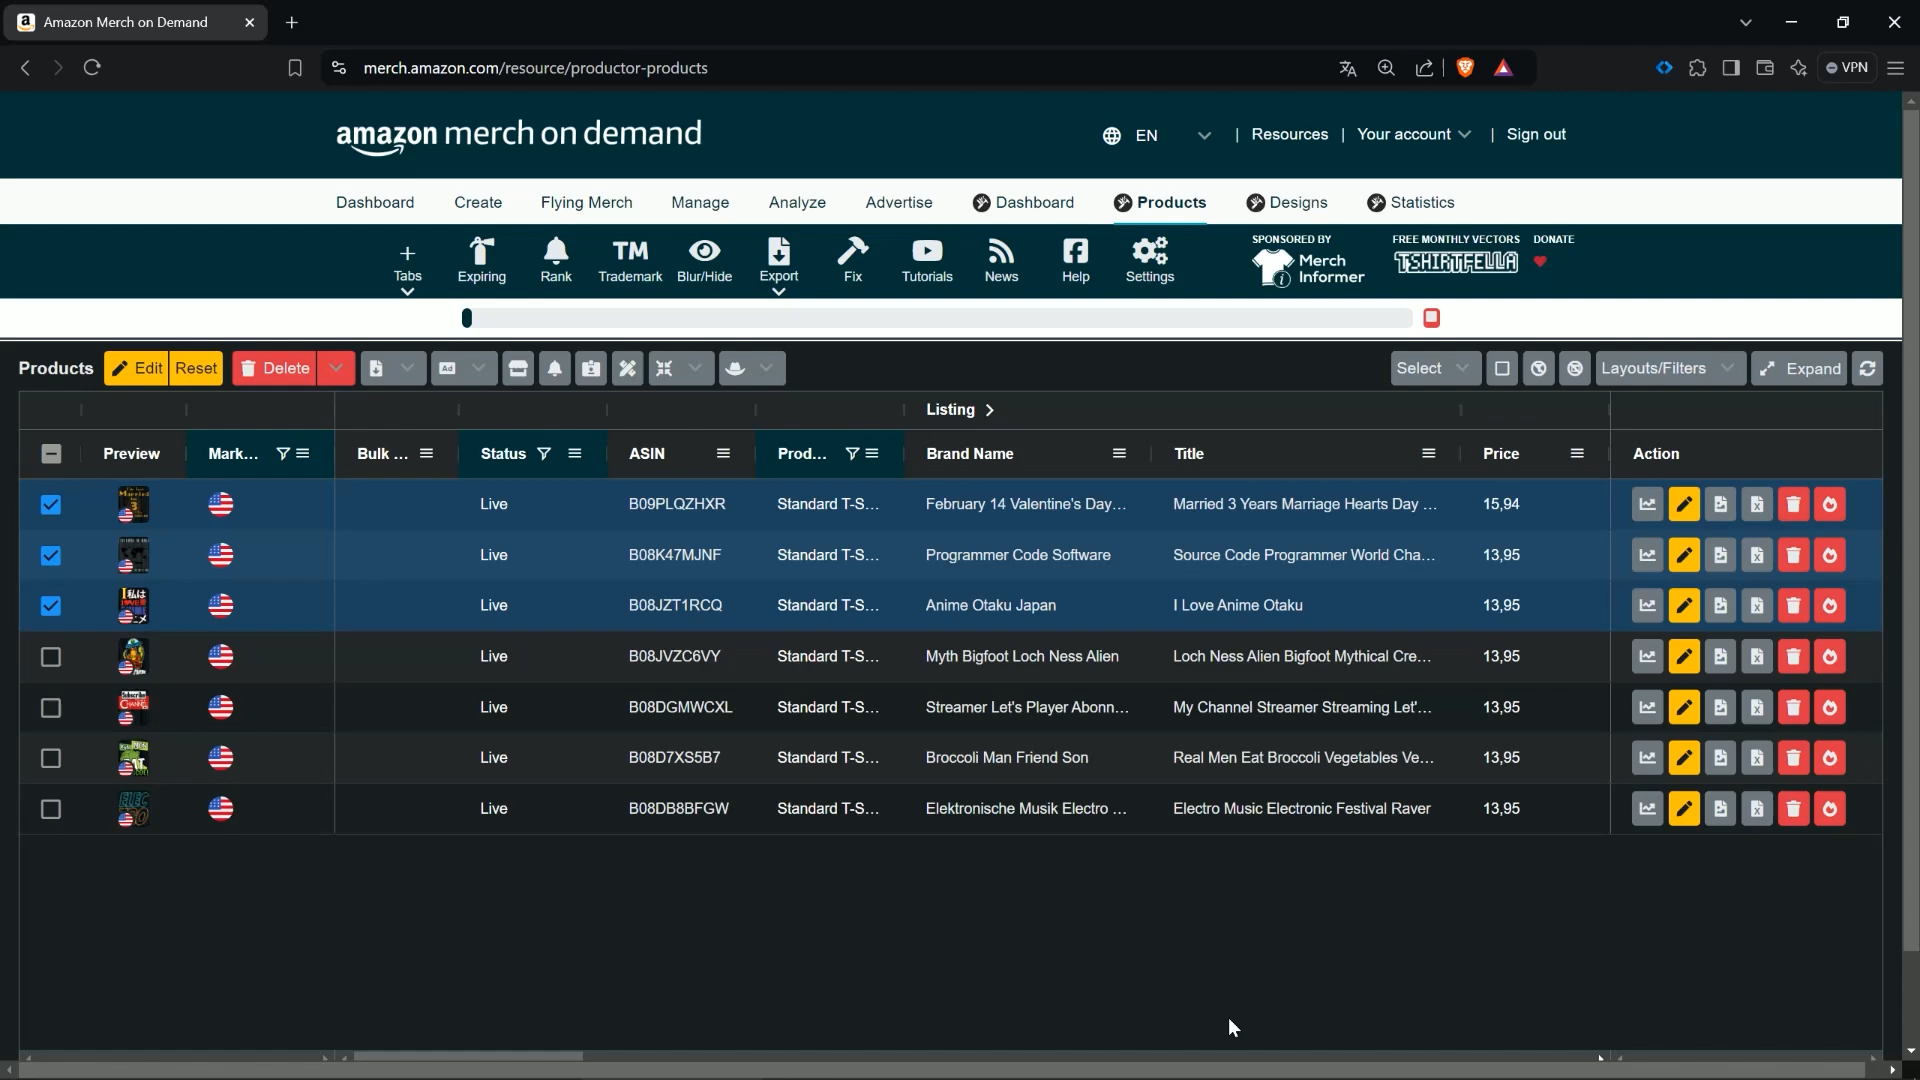 Amazon Merch on Demand
merch.amazon.com/resource/productor-products
VPN
amazon merch on demand
EN
Resources
Your account
Sign out
Dashboard
Create
Flying Merch
Manage
Analyze
Advertise
Dashboard
Products
Designs
Statistics
Tabs
Expiring
Rank
TM
Trademark
Blur/Hide
Export
Fix
Tutorials
News
Help
Settings
SPONSORED BY
Merch
Informer
FREE MONTHLY VECTORS
TSHIRTFELLA
DONATE
Products
Edit
Reset
Delete
Ad
Select
Layouts/Filters
Expand
Listing
Preview
Mark...
Bulk ...
Status
ASIN
Prod...
Brand Name
Title
Price
Action
Live B09PLQZHXR Standard T-S... February 14 Valentine's Day... Married 3 Years Marriage Hearts Day ... 15,94
Live B08K47MJNF Standard T-S... Programmer Code Software Source Code Programmer World Cha... 13,95
Live B08JZT1RCQ Standard T-S... Anime Otaku Japan I Love Anime Otaku 13,95
Live B08JVZC6VY Standard T-S... Myth Bigfoot Loch Ness Alien Loch Ness Alien Bigfoot Mythical Cre... 13,95
Live B08DGMWCXL Standard T-S... Streamer Let's Player Abonn... My Channel Streamer Streaming Let'... 13,95
Live B08D7XS5B7 Standard T-S... Broccoli Man Friend Son Real Men Eat Broccoli Vegetables Ve... 13,95
Live B08DB8BFGW Standard T-S... Elektronische Musik Electro ... Electro Music Electronic Festival Raver 13,95